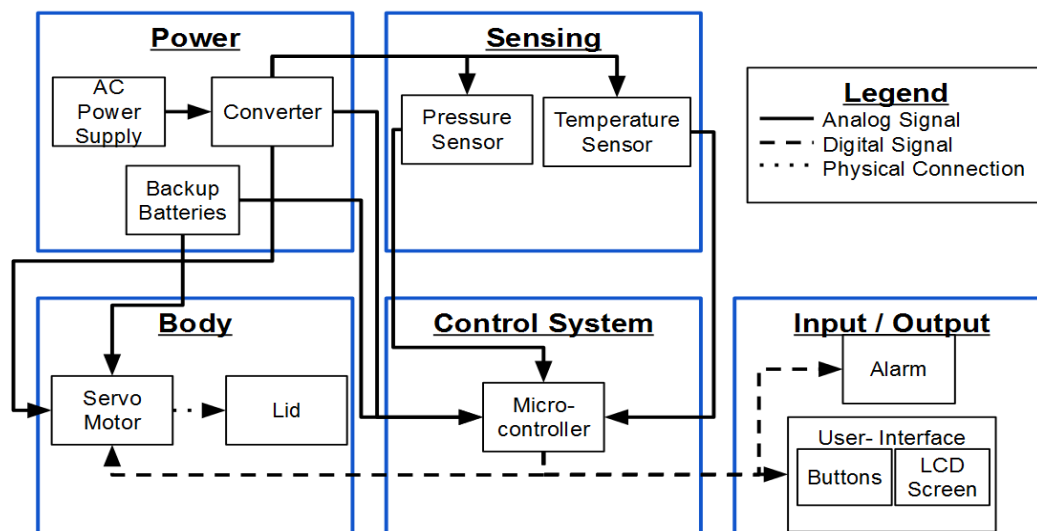 Power
AC
Power
Supply
Converter
Backup
Batteries
Sensing
Pressure
Sensor
Temperature
Sensor
Legend
Analog Signal
Digital Signal
Physical Connection
Body
Servo
Motor
Lid
Control System
Micro-
controller
Input / Output
Alarm
User- Interface
Buttons
LCD
Screen